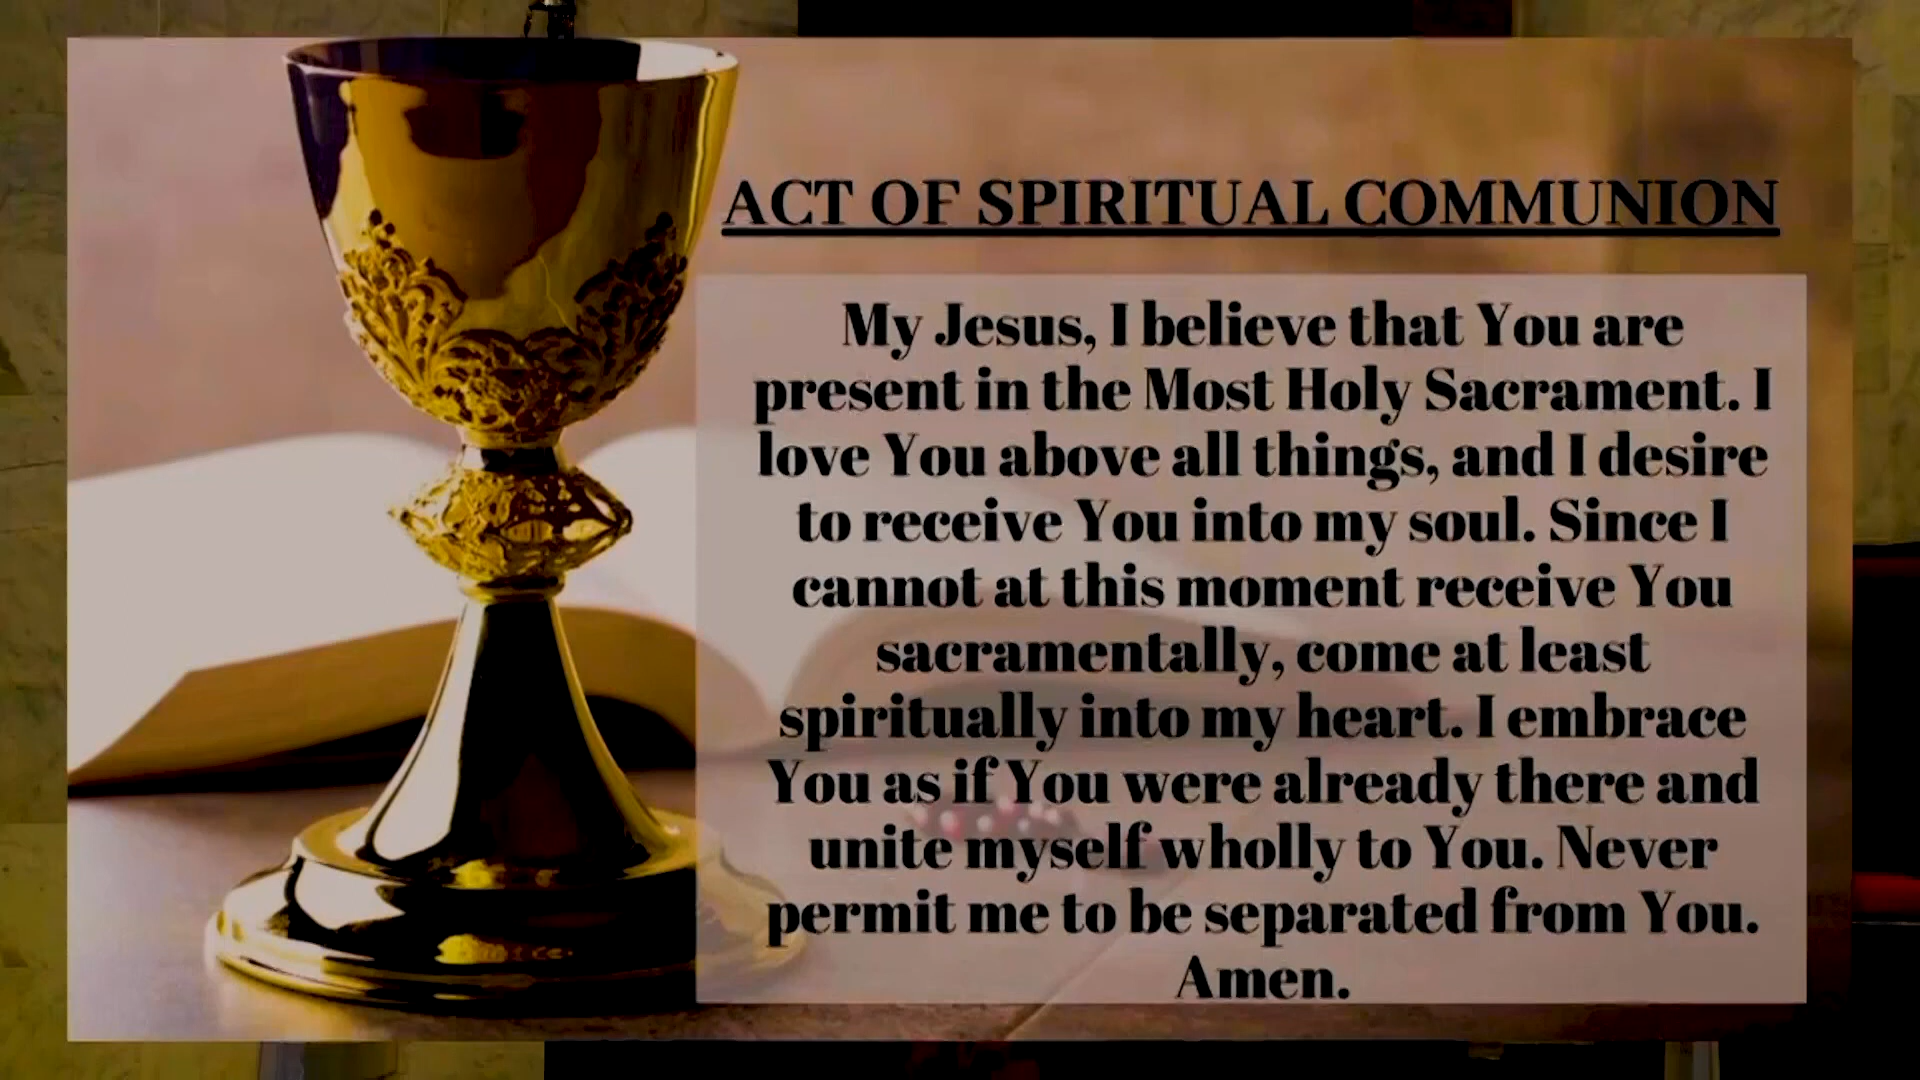 ACT OF SPIRITUAL COMMUNION
My Jesus, I believe that You are
present in the Most Holy Sacrament. I
love You above all things, and I desire
to receive You into my soul. Since I
cannot at this moment receive You
sacramentally, come at least
spiritually into my heart. I embrace
You as if You were already there and
unite myself wholly to You. Never
permit me to be separated from You.
Amen.